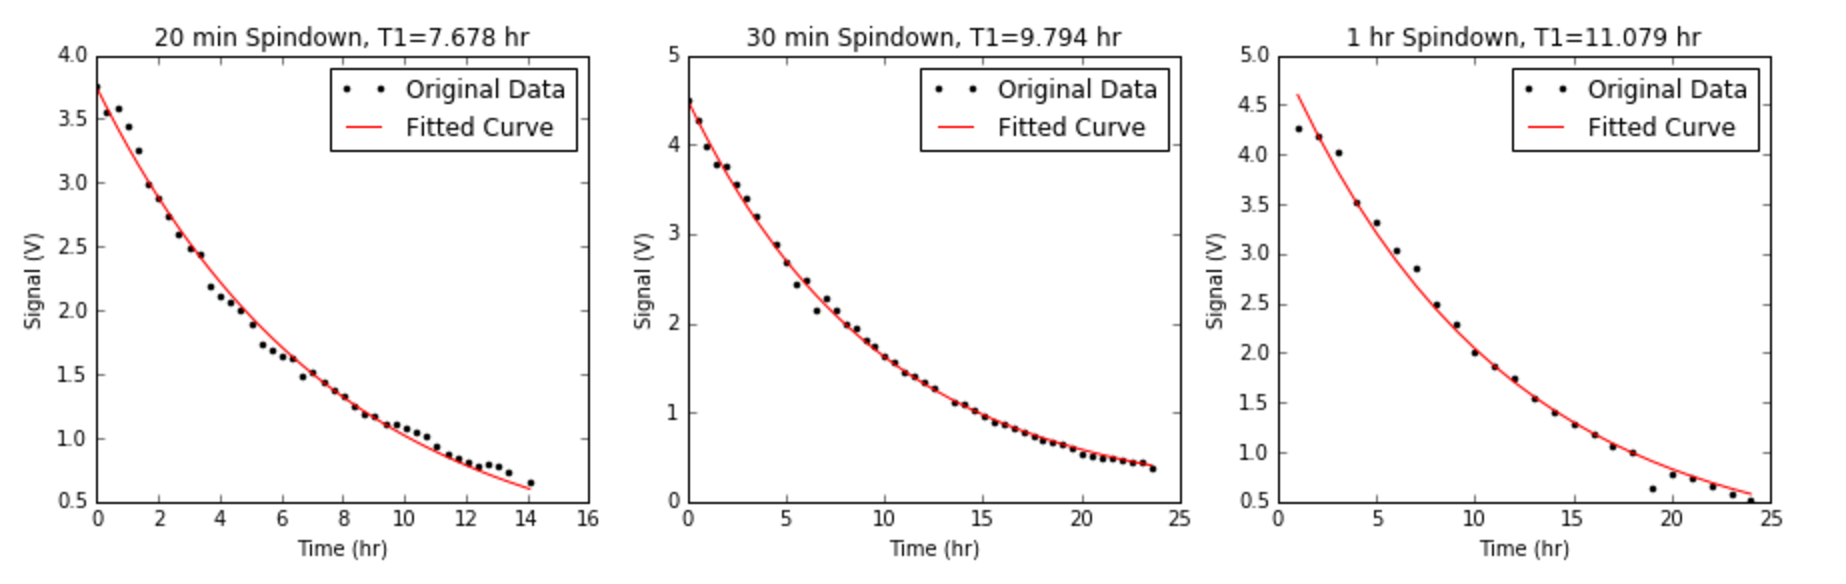 20 min Spindown, T1=7.678 hr
4.0
3.5
3.0
2.5
2.0
1.5
1.0
0.5
Signal (V)
Original Data
Fitted Curve
0 2 4 6 8 10 12 14 16
Time (hr)
30 min Spindown, T1=9.794 hr
5
4
3
2
1
0
Signal (V)
Original Data
Fitted Curve
0 5 10 15 20 25
Time (hr)
1 hr Spindown, T1=11.079 hr
5.0
4.5
4.0
3.5
3.0
2.5
2.0
1.5
1.0
0.5
Signal (V)
Original Data
Fitted Curve
0 5 10 15 20 25
Time (hr)